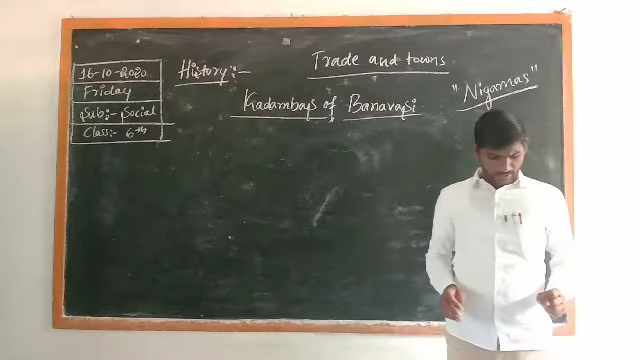 16-10-2020
Friday
Sub:- Social
Class:- 6th
History:-
Trade and towns
Kadambas of Banavasi
"Nigamas"